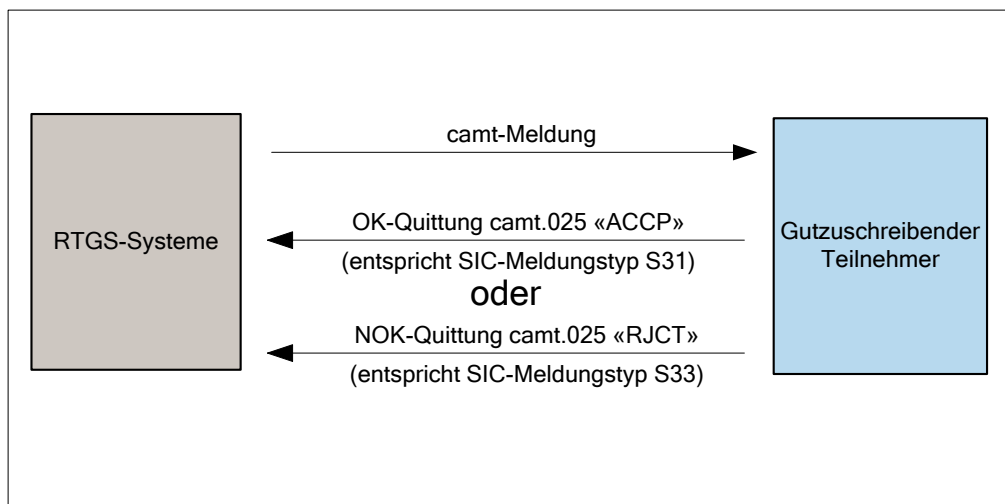 camt-Meldung
RTGS-Systeme
OK-Quittung camt.025 «ACCP»
(entspricht SIC-Meldungstyp S31)
oder
NOK-Quittung camt.025 «RJCT»
(entspricht SIC-Meldungstyp S33)
Gutzuschreibender
Teilnehmer